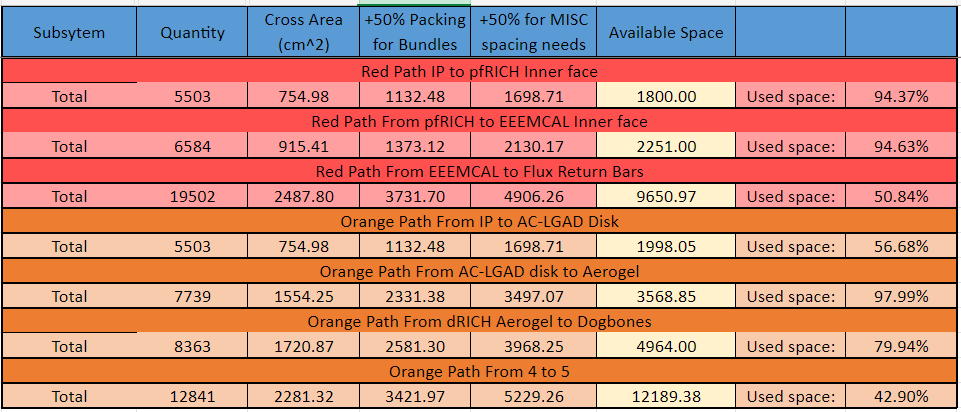 Subsytem Quantity Cross Area (cm^2) +50% Packing for Bundles +50% for MISC spacing needs Available Space
Red Path IP to pfRICH Inner face
Total 5503 754.98 1132.48 1698.71 1800.00 Used space: 94.37%
Red Path From pfRICH to EEEMCAL Inner face
Total 6584 915.41 1373.12 2130.17 2251.00 Used space: 94.63%
Red Path From EEEMCAL to Flux Return Bars
Total 19502 2487.80 3731.70 4906.26 9650.97 Used space: 50.84%
Orange Path From IP to AC-LGAD Disk
Total 5503 754.98 1132.48 1698.71 1998.05 Used space: 56.68%
Orange Path From AC-LGAD disk to Aerogel
Total 7739 1554.25 2331.38 3497.07 3568.85 Used space: 97.99%
Orange Path From dRICH Aerogel to Dogbones
Total 8363 1720.87 2581.30 3968.25 4964.00 Used space: 79.94%
Orange Path From 4 to 5
Total 12841 2281.32 3421.97 5229.26 12189.38 Used space: 42.90%